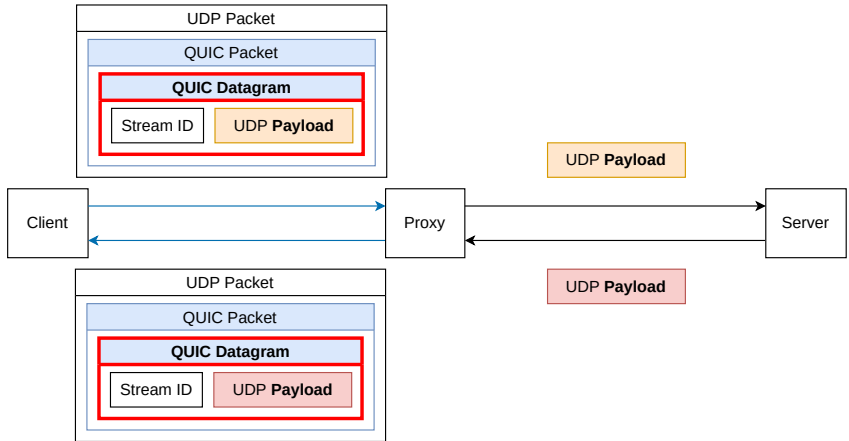 UDP Packet
QUIC Packet
QUIC Datagram
Stream ID
UDP Payload
UDP Payload
Client
Proxy
Server
UDP Packet
QUIC Packet
QUIC Datagram
Stream ID
UDP Payload
UDP Payload